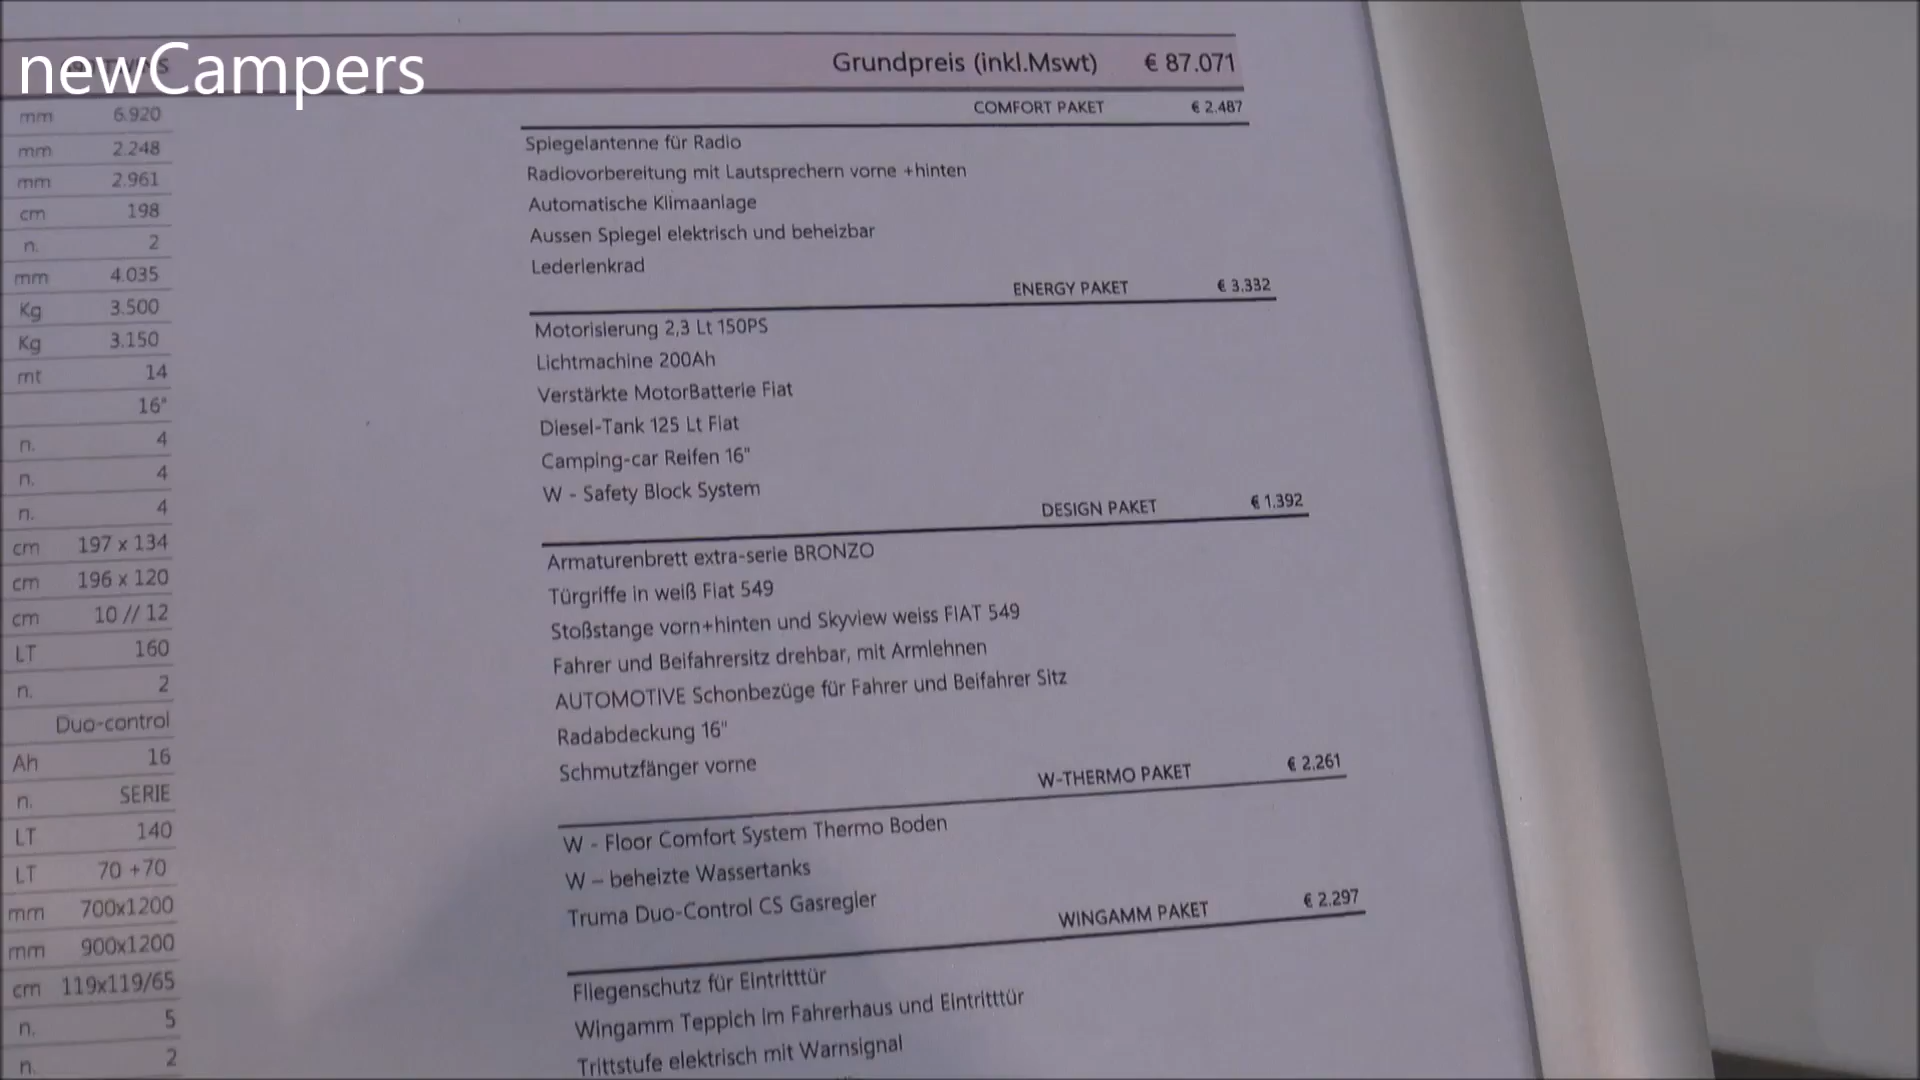 newCampers
Grundpreis (inkl.Mswt) € 87.071
mm 6.920
mm 2.248
mm 2.961
cm 198
n. 2
mm 4.035
Kg 3.500
Kg 3.150
mt 14
16"
n. 4
n. 4
n. 4
cm 197 x 134
cm 196 x 120
cm 10 // 12
LT 160
n. 2
Duo-control
Ah 16
n. SERIE
LT 140
LT 70 +70
mm 700x1200
mm 900x1200
cm 119x119/65
n. 5
n. 2
COMFORT PAKET € 2.487
Spiegelantenne für Radio
Radiovorbereitung mit Lautsprechern vorne +hinten
Automatische Klimaanlage
Aussen Spiegel elektrisch und beheizbar
Lederlenkrad
ENERGY PAKET € 3.332
Motorisierung 2,3 Lt 150PS
Lichtmachine 200Ah
Verstärkte MotorBatterie Fiat
Diesel-Tank 125 Lt Fiat
Camping-car Reifen 16"
W - Safety Block System
DESIGN PAKET € 1.392
Armaturenbrett extra-serie BRONZO
Türgriffe in weiß Fiat 549
Stoßstange vorn+hinten und Skyview weiss FIAT 549
Fahrer und Beifahrersitz drehbar, mit Armlehnen
AUTOMOTIVE Schonbezüge für Fahrer und Beifahrer Sitz
Radabdeckung 16"
Schmutzfänger vorne
W-THERMO PAKET € 2.261
W - Floor Comfort System Thermo Boden
W – beheizte Wassertanks
Truma Duo-Control CS Gasregler
WINGAMM PAKET € 2.297
Fliegenschutz für Eintritttür
Wingamm Teppich im Fahrerhaus und Eintritttür
Trittstufe elektrisch mit Warnsignal